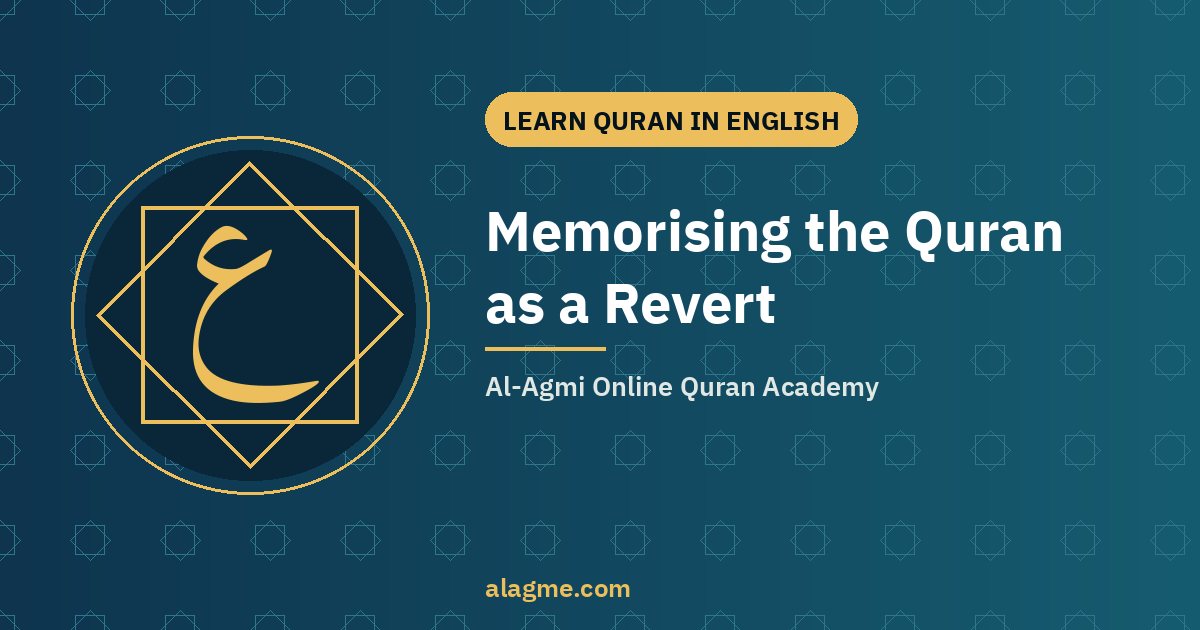 ع
LEARN QURAN IN ENGLISH
Memorising the Quran
as a Revert
Al-Agmi Online Quran Academy
alagme.com